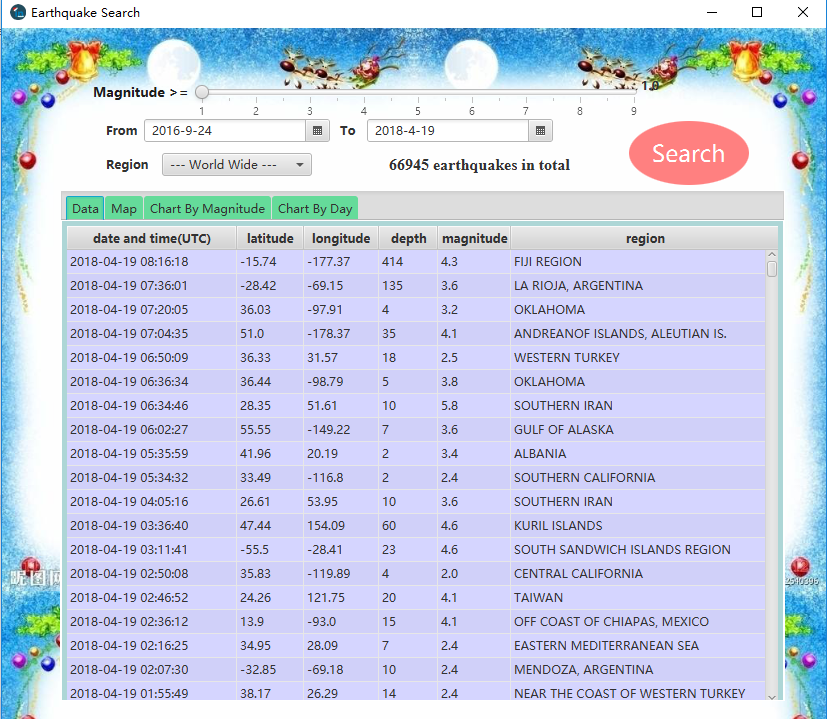 Earthquake Search
Magnitude >= 1.0
1 2 3 4 5 6 7 8 9
From 2016-9-24 To 2018-4-19
Region --- World Wide --- 66945 earthquakes in total
Search
Data Map Chart By Magnitude Chart By Day
date and time(UTC) latitude longitude depth magnitude region
2018-04-19 08:16:18 -15.74 -177.37 414 4.3 FIJI REGION
2018-04-19 07:36:01 -28.42 -69.15 135 3.6 LA RIOJA, ARGENTINA
2018-04-19 07:20:05 36.03 -97.91 4 3.2 OKLAHOMA
2018-04-19 07:04:35 51.0 -178.37 35 4.1 ANDREANOF ISLANDS, ALEUTIAN IS.
2018-04-19 06:50:09 36.33 31.57 18 2.5 WESTERN TURKEY
2018-04-19 06:36:34 36.44 -98.79 5 3.8 OKLAHOMA
2018-04-19 06:34:46 28.35 51.61 10 5.8 SOUTHERN IRAN
2018-04-19 06:02:27 55.55 -149.22 7 3.6 GULF OF ALASKA
2018-04-19 05:35:59 41.96 20.19 2 3.4 ALBANIA
2018-04-19 05:34:32 33.49 -116.8 2 2.4 SOUTHERN CALIFORNIA
2018-04-19 04:05:16 26.61 53.95 10 3.6 SOUTHERN IRAN
2018-04-19 03:36:40 47.44 154.09 60 4.6 KURIL ISLANDS
2018-04-19 03:11:41 -55.5 -28.41 23 4.6 SOUTH SANDWICH ISLANDS REGION
2018-04-19 02:50:08 35.83 -119.89 4 2.0 CENTRAL CALIFORNIA
2018-04-19 02:46:52 24.26 121.75 20 4.1 TAIWAN
2018-04-19 02:36:12 13.9 -93.0 15 4.1 OFF COAST OF CHIAPAS, MEXICO
2018-04-19 02:16:25 34.95 28.09 7 2.4 EASTERN MEDITERRANEAN SEA
2018-04-19 02:07:30 -32.85 -69.18 10 2.4 MENDOZA, ARGENTINA
2018-04-19 01:55:49 38.17 26.29 14 2.4 NEAR THE COAST OF WESTERN TURKEY